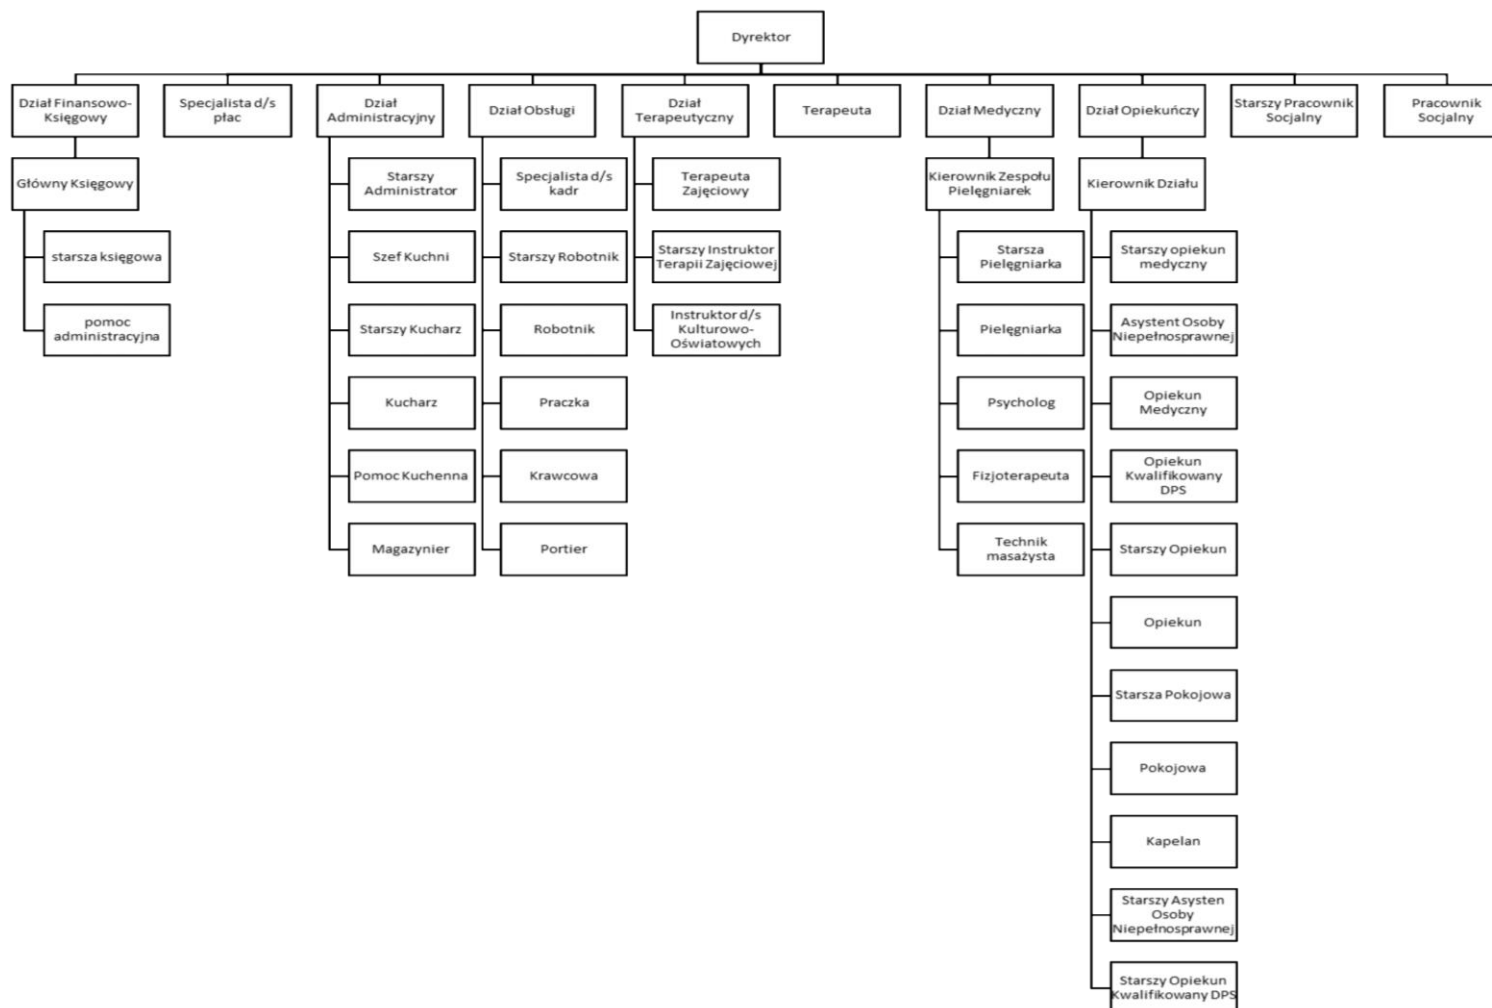 Dyrektor
Dział Finansowo-
Księgowy
Specjalista d/s
płac
Dział
Administracyjny
Dział Obsługi
Dział
Terapeutyczny
Terapeuta
Dział Medyczny
Dział Opiekuńczy
Starszy Pracownik
Socjalny
Pracownik
Socjalny
Główny Księgowy
starsza księgowa
pomoc
administracyjna
Starszy
Administrator
Szef Kuchni
Starszy Kucharz
Kucharz
Pomoc Kuchenna
Magazynier
Specjalista d/s
kadr
Starszy Robotnik
Robotnik
Praczka
Krawcowa
Portier
Terapeuta
Zajęciowy
Starszy Instruktor
Terapii Zajęciowej
Instruktor d/s
Kulturowo-
Oświatowych
Kierownik Zespołu
Pielęgniarek
Starsza
Pielęgniarka
Pielęgniarka
Psycholog
Fizjoterapeuta
Technik
masażysta
Kierownik Działu
Starszy opiekun
medyczny
Asystent Osoby
Niepełnosprawnej
Opiekun
Medyczny
Opiekun
Kwalifikowany
DPS
Starszy Opiekun
Opiekun
Starsza Pokojowa
Pokojowa
Kapelan
Starszy Asysten
Osoby
Niepełnosprawnej
Starszy Opiekun
Kwalifikowany DPS